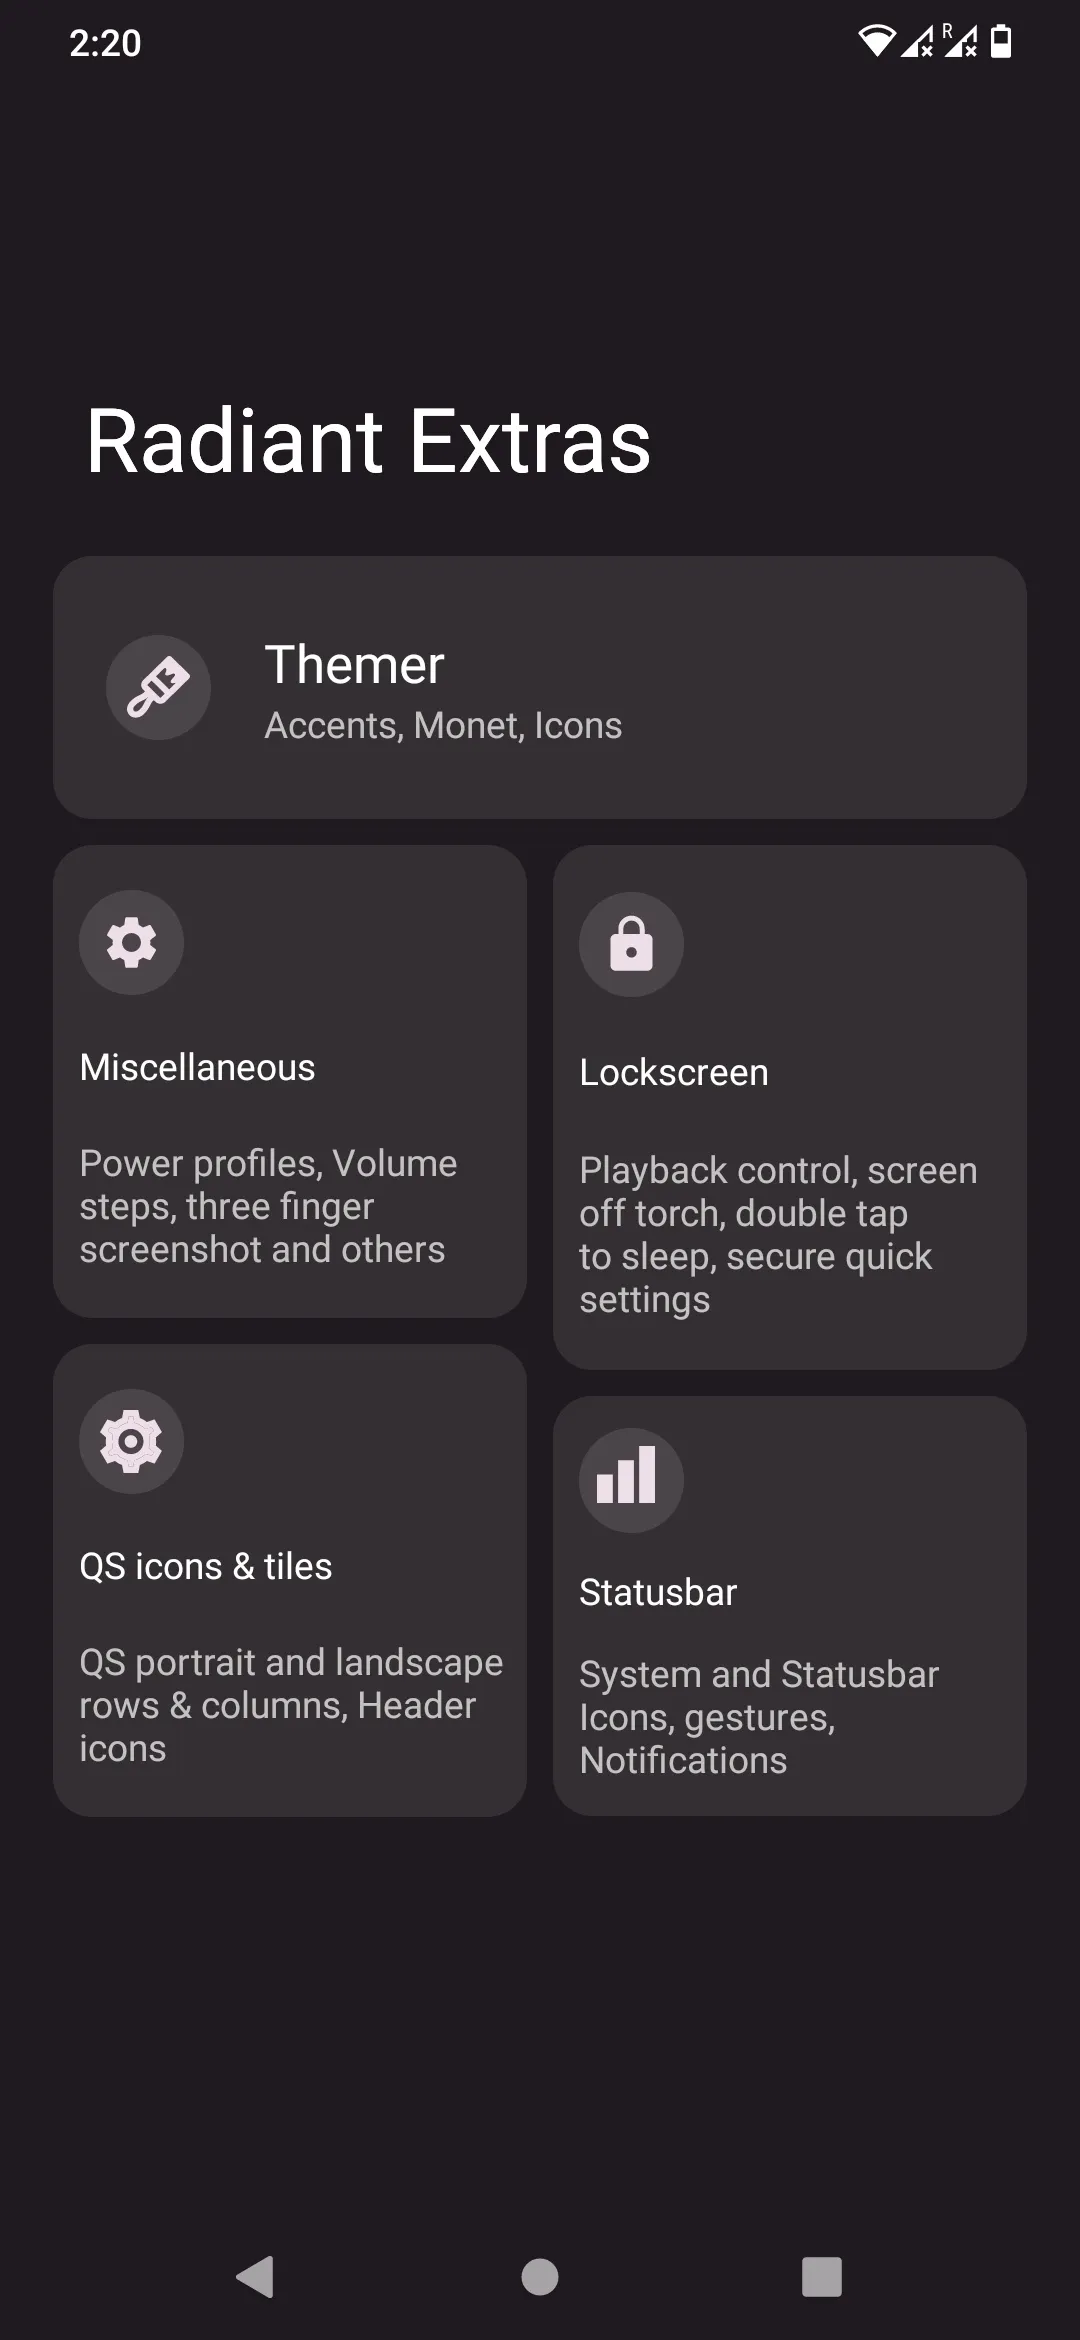 2:20
R
Radiant Extras
Themer
Accents, Monet, Icons
Miscellaneous
Power profiles, Volume
steps, three finger
screenshot and others
Lockscreen
Playback control, screen
off torch, double tap
to sleep, secure quick
settings
QS icons & tiles
QS portrait and landscape
rows & columns, Header
icons
Statusbar
System and Statusbar
Icons, gestures,
Notifications